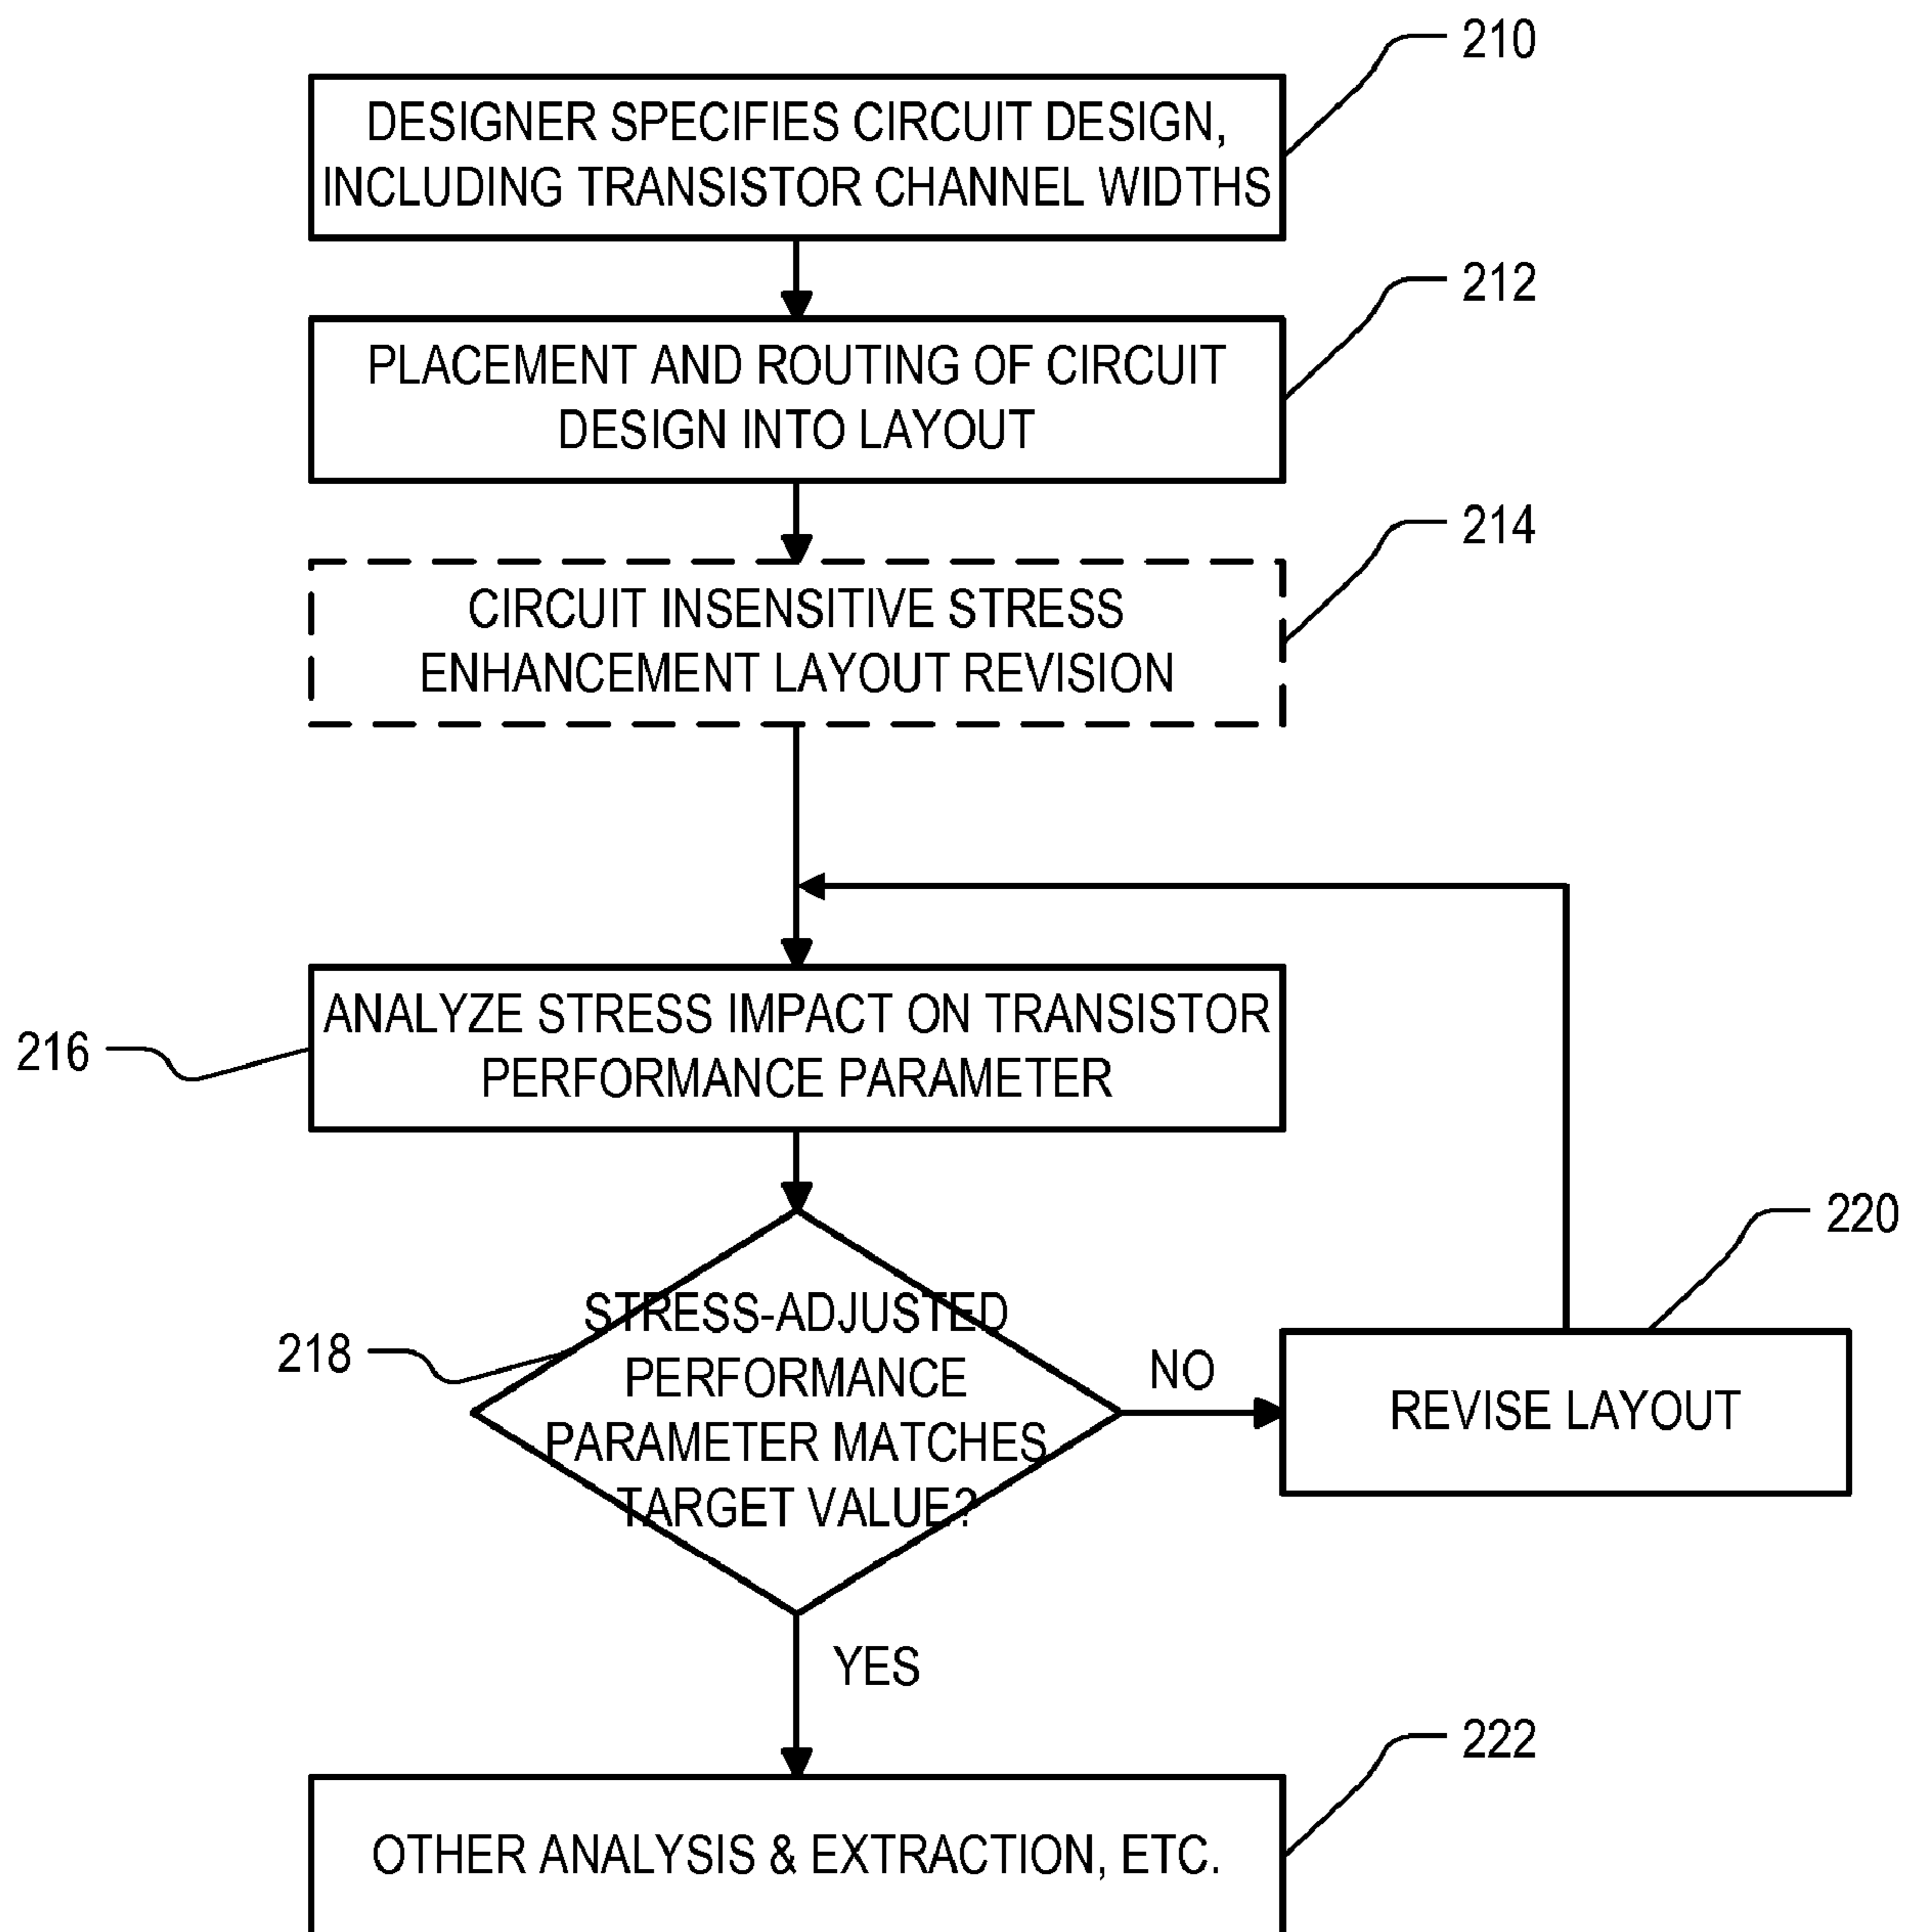 210
DESIGNER SPECIFIES CIRCUIT DESIGN,
INCLUDING TRANSISTOR CHANNEL WIDTHS
212
PLACEMENT AND ROUTING OF CIRCUIT
DESIGN INTO LAYOUT
214
CIRCUIT INSENSITIVE STRESS
ENHANCEMENT LAYOUT REVISION
216
ANALYZE STRESS IMPACT ON TRANSISTOR
PERFORMANCE PARAMETER
218
STRESS-ADJUSTED
PERFORMANCE
PARAMETER MATCHES
TARGET VALUE?
NO
220
REVISE LAYOUT
YES
222
OTHER ANALYSIS & EXTRACTION, ETC.